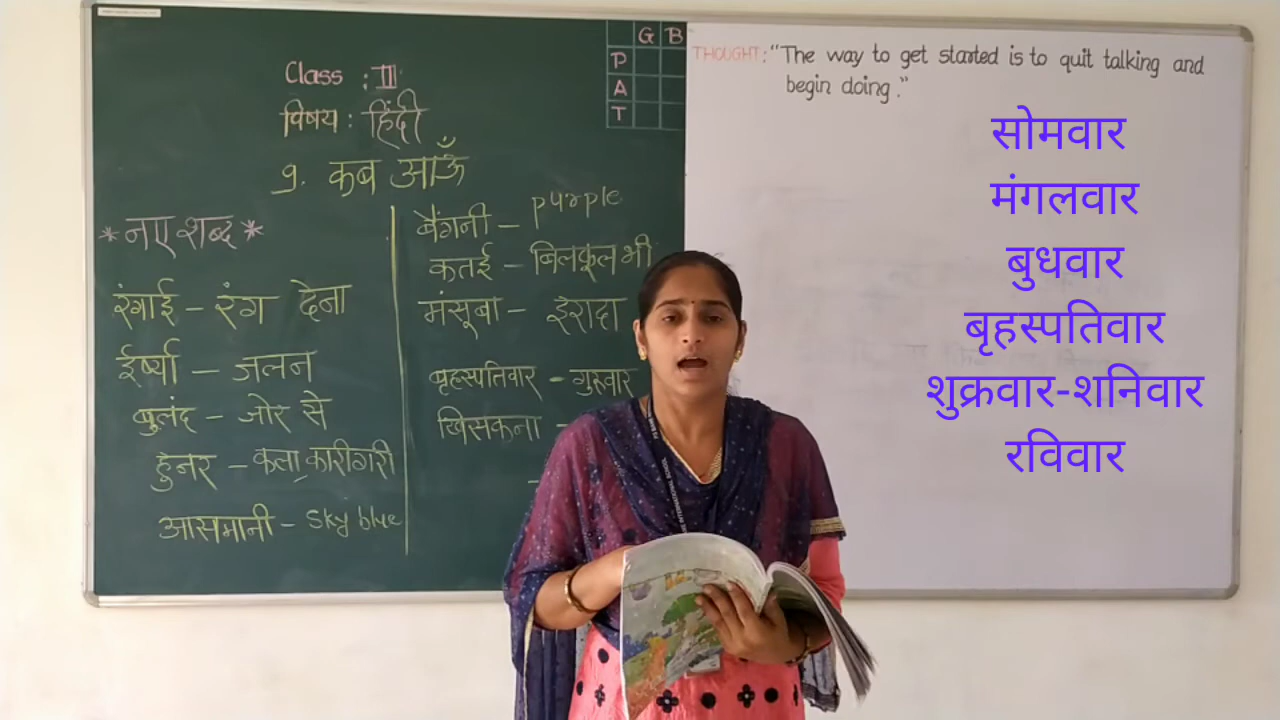 Class : III
विषय : हिंदी
9. कब आऊँ
* नए शब्द *
रंगाई – रंग देना
ईर्ष्या – जलन
बुलंद – जोर से
हुनर – कला,कारीगरी
आसमानी – sky blue
बैंगनी – purple
कतई – बिलकूल भी
मंसूबा – इरादा
बृहस्पतिवार - गुरूवार
खिसकना –
G B
P
A
T
THOUGHT: "The way to get started is to quit talking and
begin doing."
सोमवार
मंगलवार
बुधवार
बृहस्पतिवार
शुक्रवार-शनिवार
रविवार